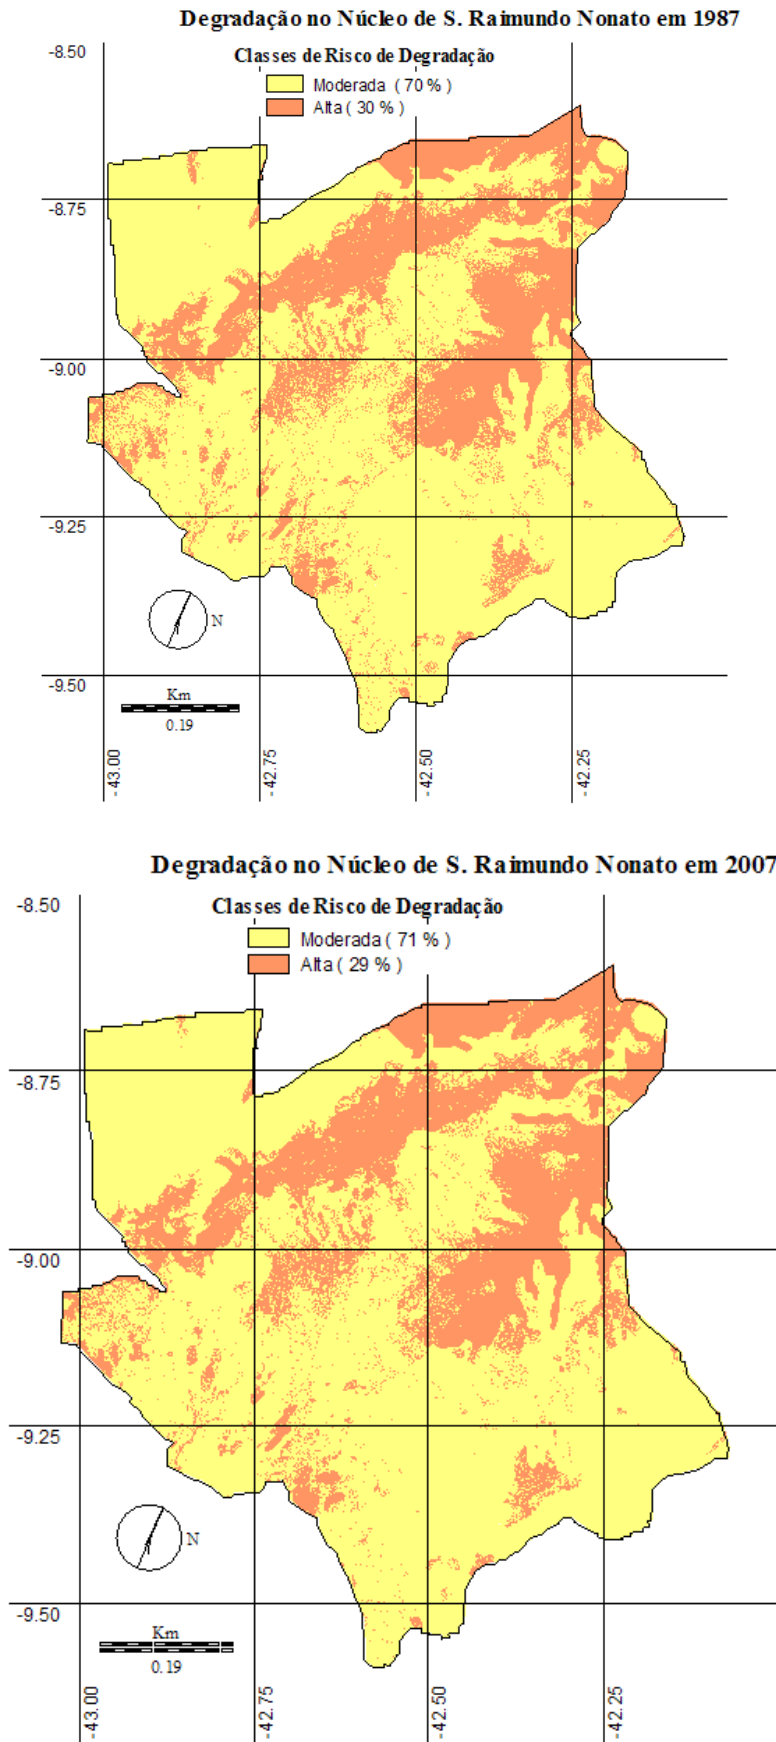 Degradação no Núcleo de S. Raimundo Nonato em 1987
-8.50
Classes de Risco de Degradação
Moderada ( 70 % )
Alta ( 30 % )
-8.75
-9.00
-9.25
N
-9.50
Km
0.19
-43.00
-42.75
-42.50
-42.25
Degradação no Núcleo de S. Raimundo Nonato em 2007
-8.50
Classes de Risco de Degradação
Moderada ( 71 % )
Alta ( 29 % )
-8.75
-9.00
-9.25
N
-9.50
Km
0.19
-43.00
-42.75
-42.50
-42.25